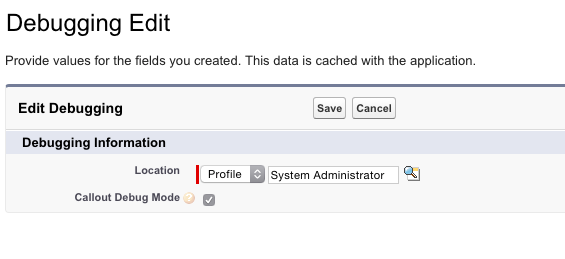 Debugging Edit
Provide values for the fields you created. This data is cached with the application.
Edit Debugging Save Cancel
Debugging Information
Location Profile System Administrator
Callout Debug Mode ?